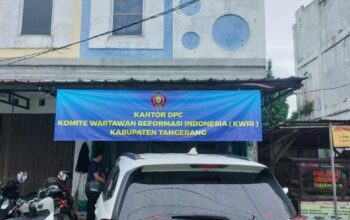 KANTOR DPC
KOMITE WARTAWAN REFORMASI INDONESIA ( KWRI )
KABUPATEN TANGERANG